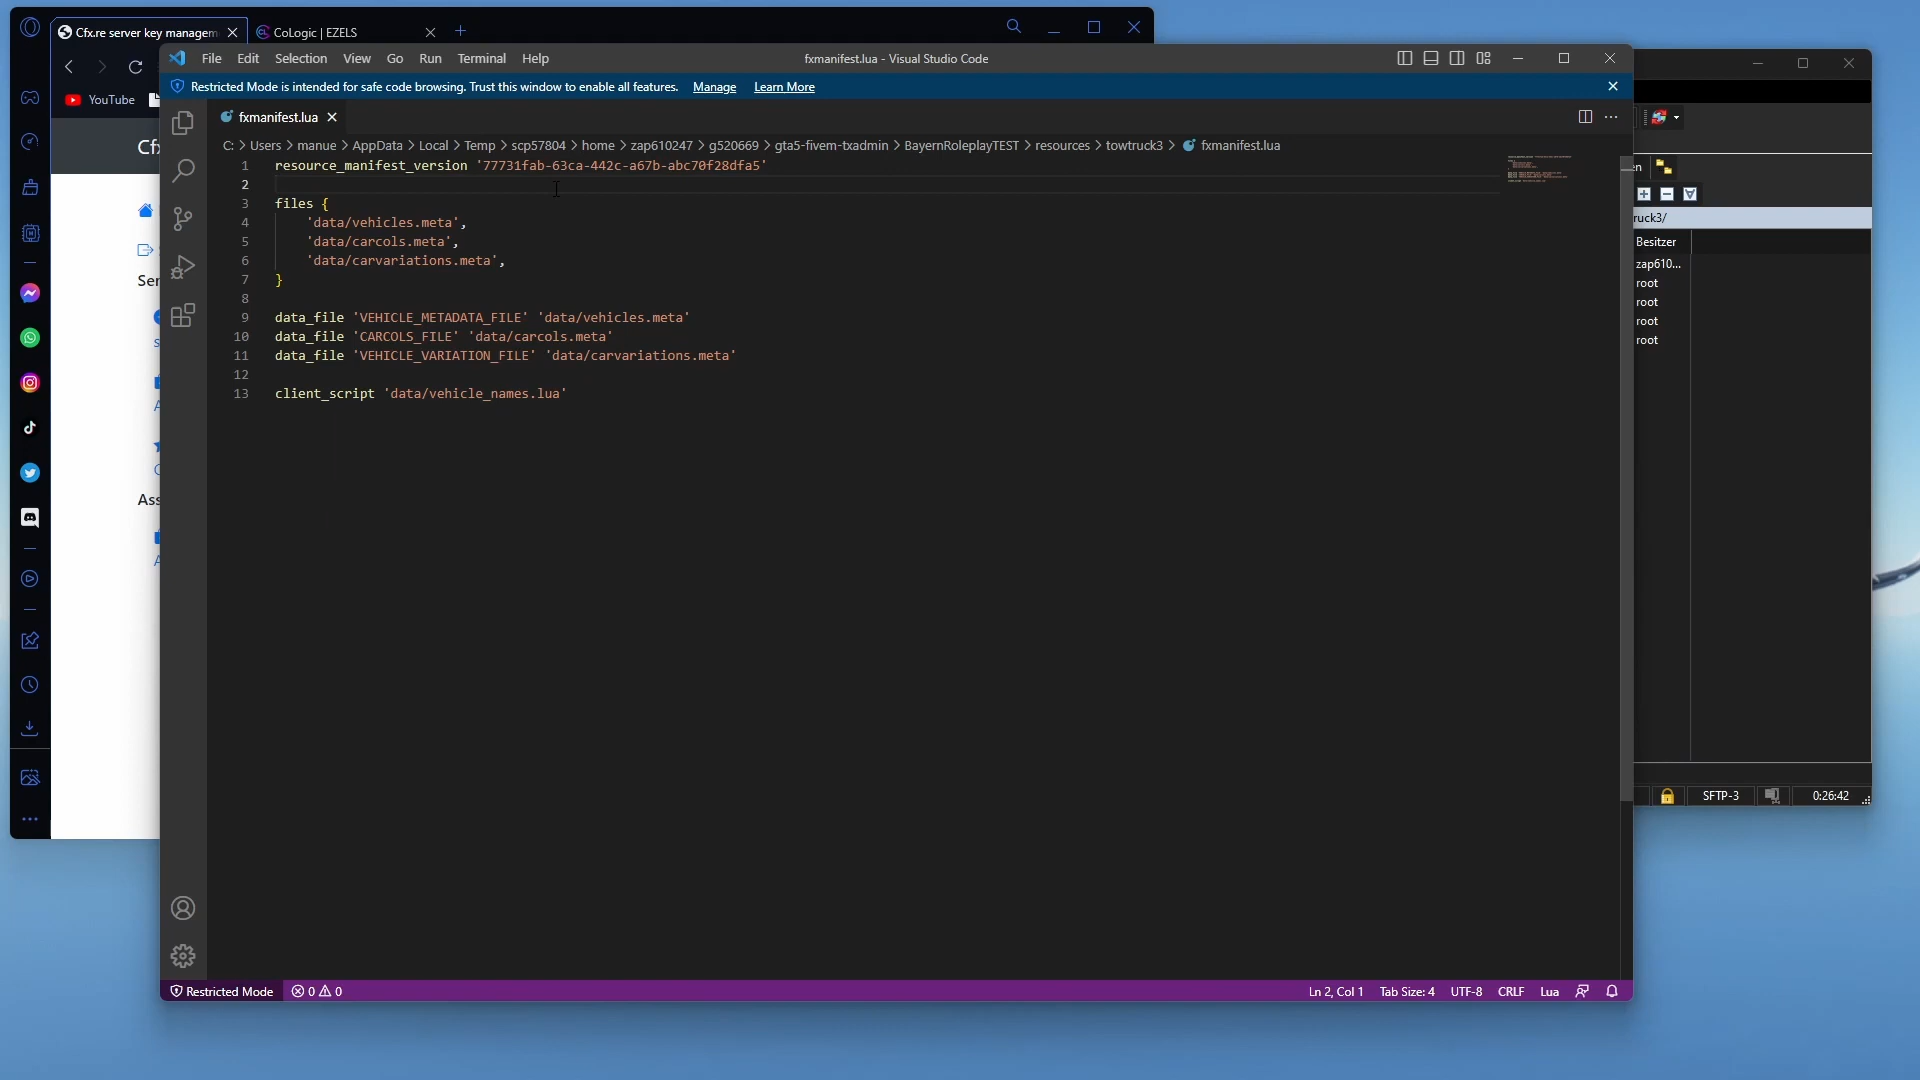 Cfx.re server key managem
CoLogic | EZELS
File Edit Selection View Go Run Terminal Help
fxmanifest.lua - Visual Studio Code
Restricted Mode is intended for safe code browsing. Trust this window to enable all features. Manage Learn More
YouTube
fxmanifest.lua
C: > Users > manue > AppData > Local > Temp > scp57804 > home > zap610247 > g520669 > gta5-fivem-txadmin > BayernRoleplayTEST > resources > towtruck3 > fxmanifest.lua
1 resource_manifest_version '77731fab-63ca-442c-a67b-abc70f28dfa5'
2
3 files {
4 'data/vehicles.meta',
5 'data/carcols.meta',
6 'data/carvariations.meta',
7 }
8
9 data_file 'VEHICLE_METADATA_FILE' 'data/vehicles.meta'
10 data_file 'CARCOLS_FILE' 'data/carcols.meta'
11 data_file 'VEHICLE_VARIATION_FILE' 'data/carvariations.meta'
12
13 client_script 'data/vehicle_names.lua'
Cfx
Ser
s
A
C
Ass
A
en
ruck3/
Besitzer
zap610...
root
root
root
root
SFTP-3 0:26:42
Restricted Mode 0 0
Ln 2, Col 1 Tab Size: 4 UTF-8 CRLF Lua